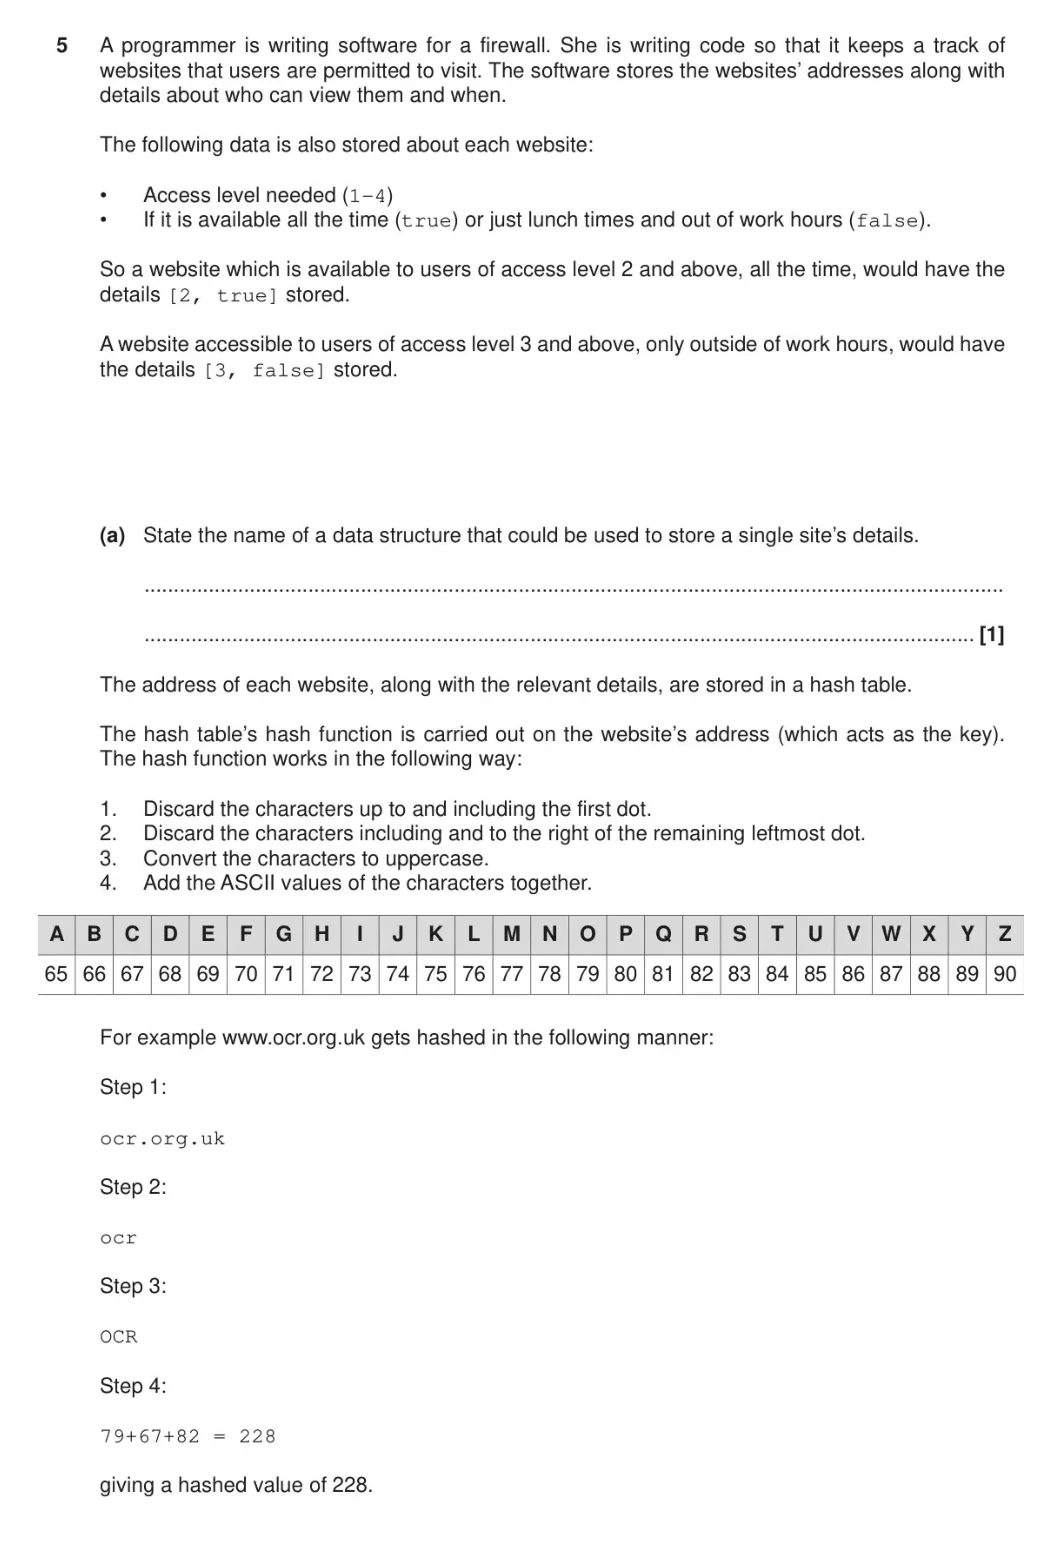 5 A programmer is writing software for a firewall. She is writing code so that it keeps a track of
websites that users are permitted to visit. The software stores the websites’ addresses along with
details about who can view them and when.
The following data is also stored about each website:
• Access level needed (1–4)
• If it is available all the time (true) or just lunch times and out of work hours (false).
So a website which is available to users of access level 2 and above, all the time, would have the
details [2, true] stored.
A website accessible to users of access level 3 and above, only outside of work hours, would have
the details [3, false] stored.
(a) State the name of a data structure that could be used to store a single site’s details.
[1]
The address of each website, along with the relevant details, are stored in a hash table.
The hash table’s hash function is carried out on the website’s address (which acts as the key).
The hash function works in the following way:
1. Discard the characters up to and including the first dot.
2. Discard the characters including and to the right of the remaining leftmost dot.
3. Convert the characters to uppercase.
4. Add the ASCII values of the characters together.
A B C D E F G H I J K L M N O P Q R S T U V W X Y Z
65 66 67 68 69 70 71 72 73 74 75 76 77 78 79 80 81 82 83 84 85 86 87 88 89 90
For example www.ocr.org.uk gets hashed in the following manner:
Step 1:
ocr.org.uk
Step 2:
ocr
Step 3:
OCR
Step 4:
79+67+82 = 228
giving a hashed value of 228.